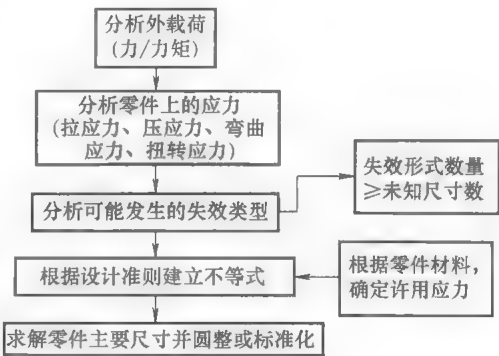 分析外载荷
(力/力矩)
分析零件上的应力
(拉应力、压应力、弯曲
应力、扭转应力)
分析可能发生的失效类型
失效形式数量
≥未知尺寸数
根据设计准则建立不等式
根据零件材料，
确定许用应力
求解零件主要尺寸并圆整或标准化